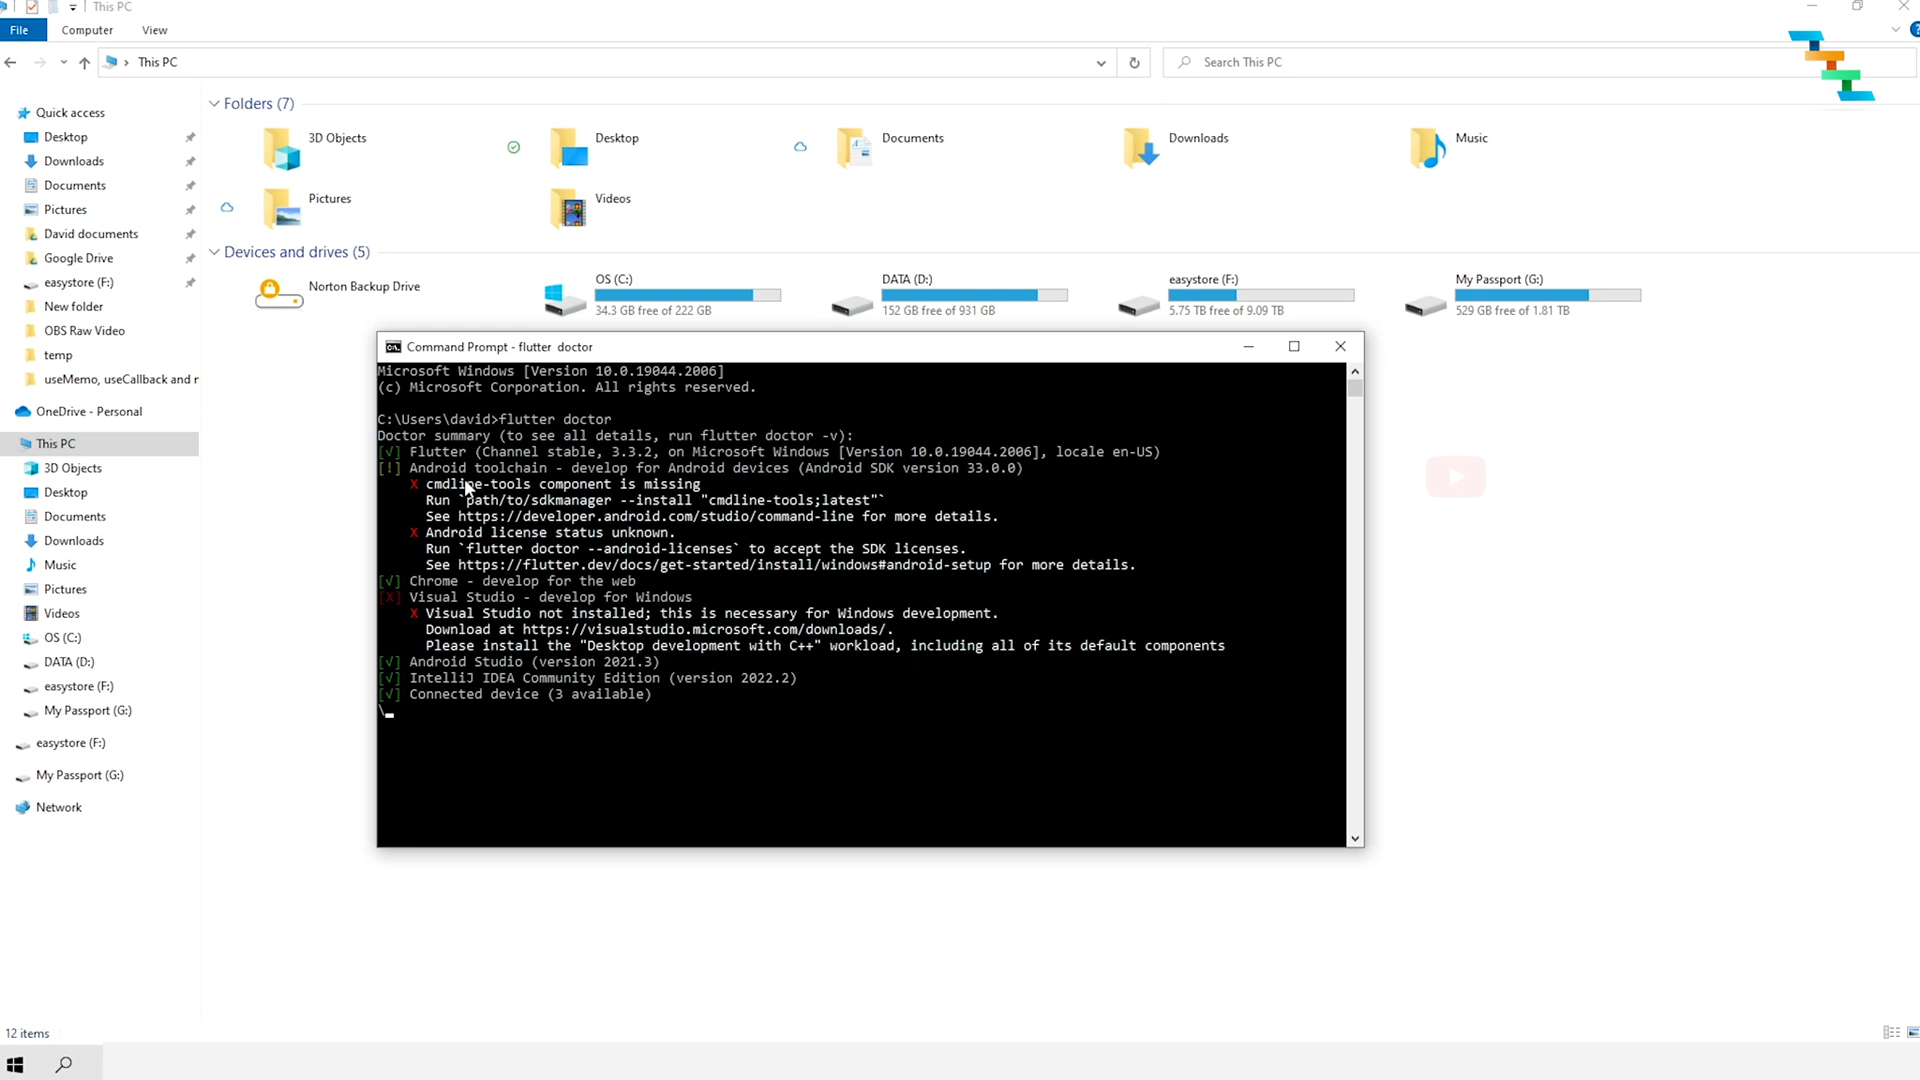 This PC
File
Computer
View
This PC
Search This PC
Quick access
Desktop
Downloads
Documents
Pictures
David documents
Google Drive
easystore (F:)
New folder
OBS Raw Video
temp
useMemo, useCallback and r
OneDrive - Personal
This PC
3D Objects
Desktop
Documents
Downloads
Music
Pictures
Videos
OS (C:)
DATA (D:)
easystore (F:)
My Passport (G:)
easystore (F:)
My Passport (G:)
Network
Folders (7)
3D Objects
Desktop
Documents
Downloads
Music
Pictures
Videos
Devices and drives (5)
Norton Backup Drive
OS (C:)
34.3 GB free of 222 GB
DATA (D:)
152 GB free of 931 GB
easystore (F:)
5.75 TB free of 9.09 TB
My Passport (G:)
529 GB free of 1.81 TB
Command Prompt - flutter doctor
Microsoft Windows [Version 10.0.19044.2006]
(c) Microsoft Corporation. All rights reserved.
C:\Users\david>flutter doctor
Doctor summary (to see all details, run flutter doctor -v):
[√] Flutter (Channel stable, 3.3.2, on Microsoft Windows [Version 10.0.19044.2006], locale en-US)
[!] Android toolchain - develop for Android devices (Android SDK version 33.0.0)
X cmdline-tools component is missing
Run `path/to/sdkmanager --install "cmdline-tools;latest"`
See https://developer.android.com/studio/command-line for more details.
X Android license status unknown.
Run `flutter doctor --android-licenses` to accept the SDK licenses.
See https://flutter.dev/docs/get-started/install/windows#android-setup for more details.
[√] Chrome - develop for the web
[X] Visual Studio - develop for Windows
X Visual Studio not installed; this is necessary for Windows development.
Download at https://visualstudio.microsoft.com/downloads/.
Please install the "Desktop development with C++" workload, including all of its default components
[√] Android Studio (version 2021.3)
[√] IntelliJ IDEA Community Edition (version 2022.2)
[√] Connected device (3 available)
\
12 items